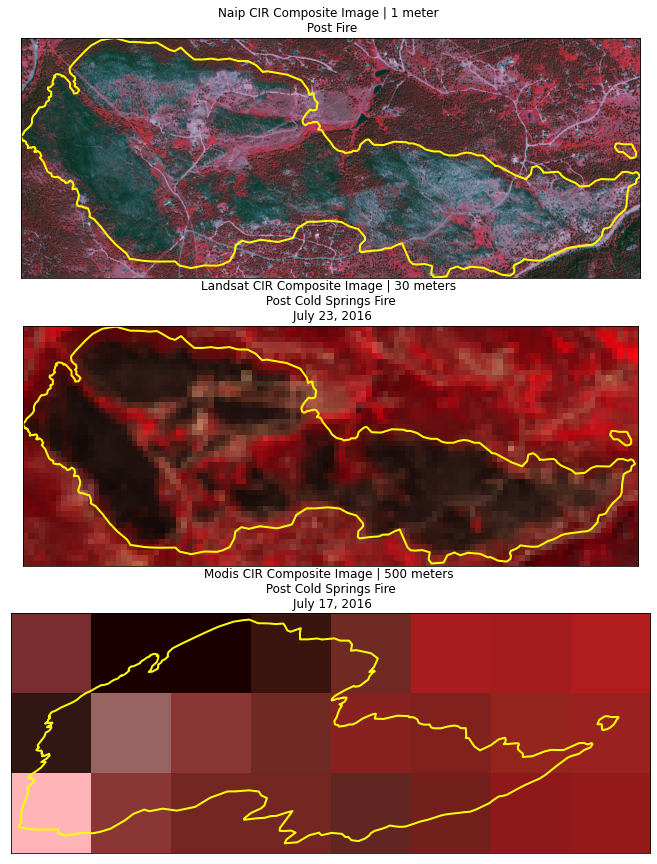 Naip CIR Composite Image | 1 meter
Post Fire
Landsat CIR Composite Image | 30 meters
Post Cold Springs Fire
July 23, 2016
Modis CIR Composite Image | 500 meters
Post Cold Springs Fire
July 17, 2016